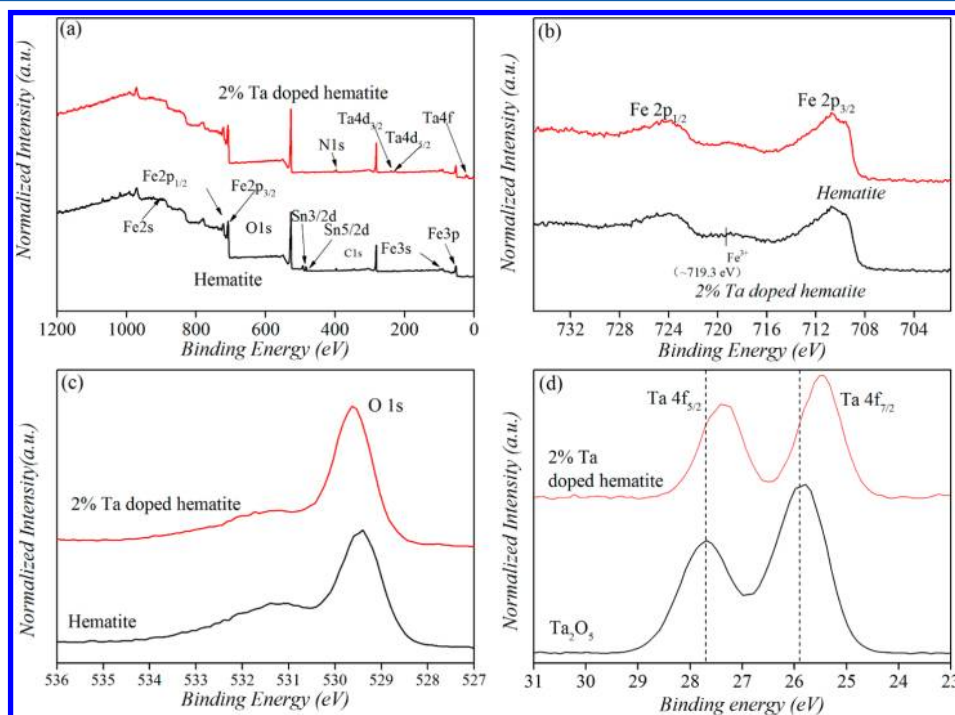 (a)
Normalized Intensity (a.u.)
2% Ta doped hematite
Ta4d3/2
Ta4d5/2
Ta4f
N1s
Fe2p1/2
Fe2p3/2
Fe2s
O1s
Sn3/2d
Sn5/2d
C1s
Fe3s
Fe3p
Hematite
1200 1000 800 600 400 200 0
Binding Energy (eV)
(b)
Normalized Intensity (a.u.)
Fe 2p1/2
Fe 2p3/2
Hematite
Fe3+
(~719.3 eV)
2% Ta doped hematite
732 728 724 720 716 712 708 704
Binding Energy (eV)
(c)
Normalized Intensity(a.u.)
O 1s
2% Ta doped hematite
Hematite
536 535 534 533 532 531 530 529 528 527
Binding Energy (eV)
(d)
Normalized Intensity (a.u.)
Ta 4f5/2
Ta 4f7/2
2% Ta
doped hematite
Ta2O5
31 29 27 25 23
Binding energy (eV)